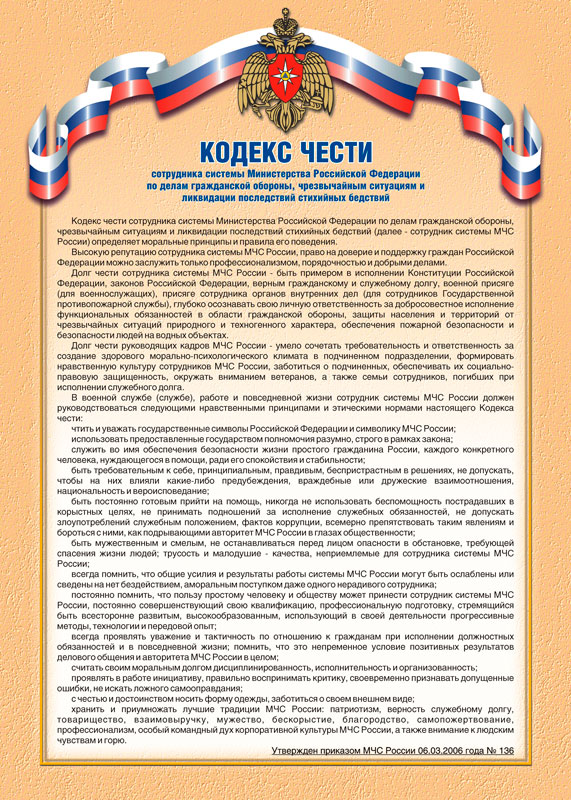 КОДЕКС ЧЕСТИ
сотрудника системы Министерства Российской Федерации
по делам гражданской обороны, чрезвычайным ситуациям и
ликвидации последствий стихийных бедствий
Кодекс чести сотрудника системы Министерства Российской Федерации по делам гражданской обороны,
чрезвычайным ситуациям и ликвидации последствий стихийных бедствий (далее - сотрудник системы МЧС
России) определяет моральные принципы и правила его поведения.
Высокую репутацию сотрудника системы МЧС России, право на доверие и поддержку граждан Российской
Федерации можно заслужить только профессионализмом, порядочностью и добрыми делами.
Долг чести сотрудника системы МЧС России - быть примером в исполнении Конституции Российской
Федерации, законов Российской Федерации, верным гражданскому и служебному долгу, военной присяге
(для военнослужащих), присяге сотрудника органов внутренних дел (для сотрудников Государственной
противопожарной службы), глубоко осознавать свою личную ответственность за добросовестное исполнение
функциональных обязанностей в области гражданской обороны, защиты населения и территорий от
чрезвычайных ситуаций природного и техногенного характера, обеспечения пожарной безопасности и
безопасности людей на водных объектах.
Долг чести руководящих кадров МЧС России - умело сочетать требовательность и ответственность за
создание здорового морально-психологического климата в подчиненном подразделении, формировать
нравственную культуру сотрудников МЧС России, заботиться о подчиненных, обеспечивать их социально-
правовую защищенность, окружать вниманием ветеранов, а также семьи сотрудников, погибших при
исполнении служебного долга.
В военной службе (службе), работе и повседневной жизни сотрудник системы МЧС России должен
руководствоваться следующими нравственными принципами и этическими нормами настоящего Кодекса
чести:
чтить и уважать государственные символы Российской Федерации и символику МЧС России;
использовать предоставленные государством полномочия разумно, строго в рамках закона;
служить во имя обеспечения безопасности жизни простого гражданина России, каждого конкретного
человека, нуждающегося в помощи, ради его спокойствия и стабильности;
быть требовательным к себе, принципиальным, правдивым, беспристрастным в решениях, не допускать,
чтобы на них влияли какие-либо предубеждения, враждебные или дружеские взаимоотношения,
национальность и вероисповедание;
быть постоянно готовым прийти на помощь, никогда не использовать беспомощность пострадавших в
корыстных целях, не принимать подношений за исполнение служебных обязанностей, не допускать
злоупотреблений служебным положением, фактов коррупции, всемерно препятствовать таким явлениям и
бороться с ними, как подрывающими авторитет МЧС России в глазах общественности;
быть мужественным и смелым, не останавливаться перед лицом опасности в обстановке, требующей
спасения жизни людей; трусость и малодушие - качества, неприемлемые для сотрудника системы МЧС
России;
всегда помнить, что общие усилия и результаты работы системы МЧС России могут быть ослаблены или
сведены на нет бездействием, аморальным поступком даже одного нерадивого сотрудника;
постоянно помнить, что пользу простому человеку и обществу может принести сотрудник системы МЧС
России, постоянно совершенствующий свою квалификацию, профессиональную подготовку, стремящийся
быть всесторонне развитым, высокообразованным, использующий в своей деятельности прогрессивные
методы, технологии и передовой опыт;
всегда проявлять уважение и тактичность по отношению к гражданам при исполнении должностных
обязанностей и в повседневной жизни; помнить, что это непременное условие позитивных результатов
делового общения и авторитета МЧС России в целом;
считать своим моральным долгом дисциплинированность, исполнительность и организованность;
проявлять в работе инициативу, правильно воспринимать критику, своевременно признавать допущенные
ошибки, не искать ложного самооправдания;
с честью и достоинством носить форму одежды, заботиться о своем внешнем виде;
хранить и приумножать лучшие традиции МЧС России: патриотизм, верность служебному долгу,
товарищество, взаимовыручку, мужество, бескорыстие, благородство, самопожертвование,
профессионализм, особый командный дух корпоративной культуры МЧС России, а также внимание к людским
чувствам и горю.
Утвержден приказом МЧС России 06.03.2006 года № 136